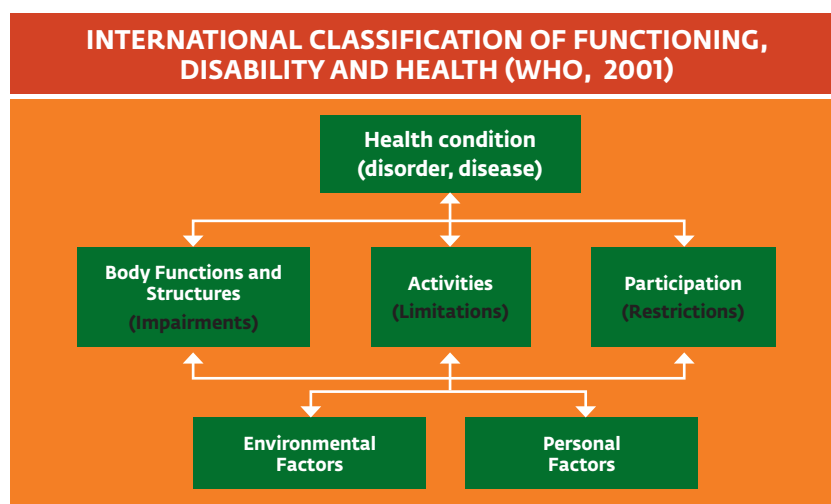 INTERNATIONAL CLASSIFICATION OF FUNCTIONING,
DISABILITY AND HEALTH (WHO, 2001)
Health condition
(disorder, disease)
Body Functions and
Structures
(Impairments)
Activities
(Limitations)
Participation
(Restrictions)
Environmental
Factors
Personal
Factors